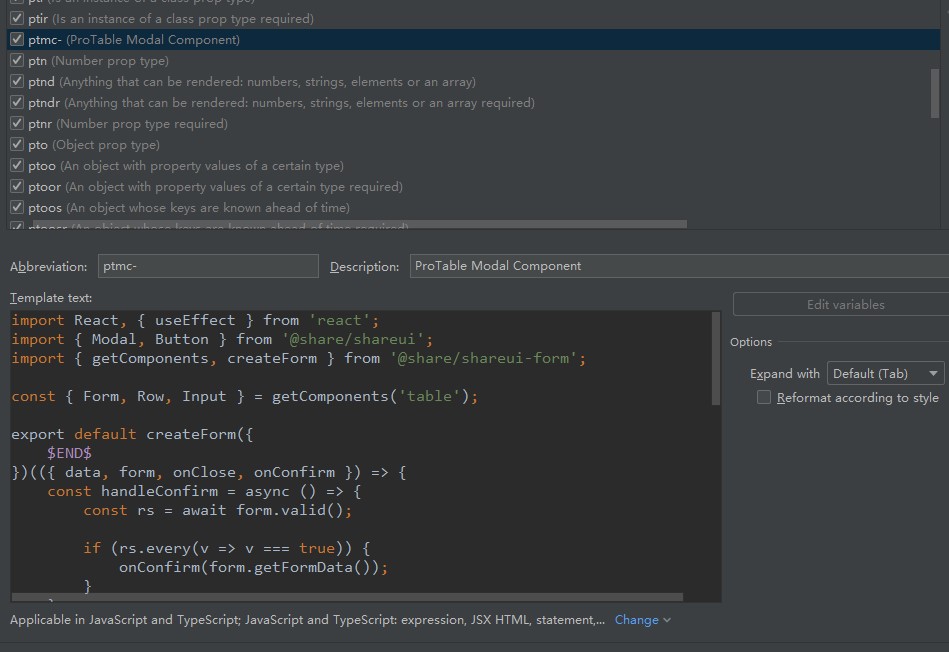 ptir (Is an instance of a class prop type required)
ptmc- (ProTable Modal Component)
ptn (Number prop type)
ptnd (Anything that can be rendered: numbers, strings, elements or an array)
ptndr (Anything that can be rendered: numbers, strings, elements or an array required)
ptnr (Number prop type required)
pto (Object prop type)
ptoo (An object with property values of a certain type)
ptoor (An object with property values of a certain type required)
ptoos (An object whose keys are known ahead of time)
Abbreviation: ptmc- Description: ProTable Modal Component
Template text:
Edit variables
Options
Expand with Default (Tab)
Reformat according to style
import React, { useEffect } from 'react';
import { Modal, Button } from '@share/shareui';
import { getComponents, createForm } from '@share/shareui-form';
const { Form, Row, Input } = getComponents('table');
export default createForm({
$END$
})(({ data, form, onClose, onConfirm }) => {
const handleConfirm = async () => {
const rs = await form.valid();
if (rs.every(v => v === true)) {
onConfirm(form.getFormData());
}
Applicable in JavaScript and TypeScript; JavaScript and TypeScript: expression, JSX HTML, statement,... Change